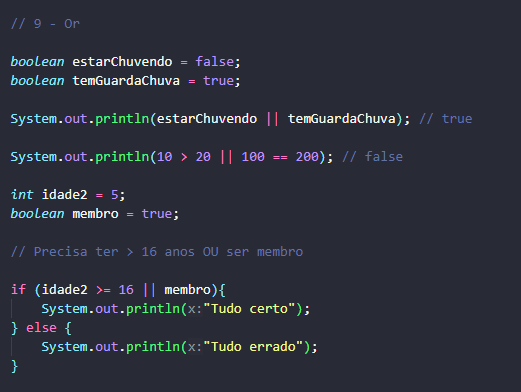 // 9 - Or
boolean estarChuvendo = false;
boolean temGuardaChuva = true;
System.out.println(estarChuvendo || temGuardaChuva); // true
System.out.println(10 > 20 || 100 == 200); // false
int idade2 = 5;
boolean membro = true;
// Precisa ter > 16 anos OU ser membro
if (idade2 >= 16 || membro){
System.out.println(x:"Tudo certo");
} else {
System.out.println(x:"Tudo errado");
}